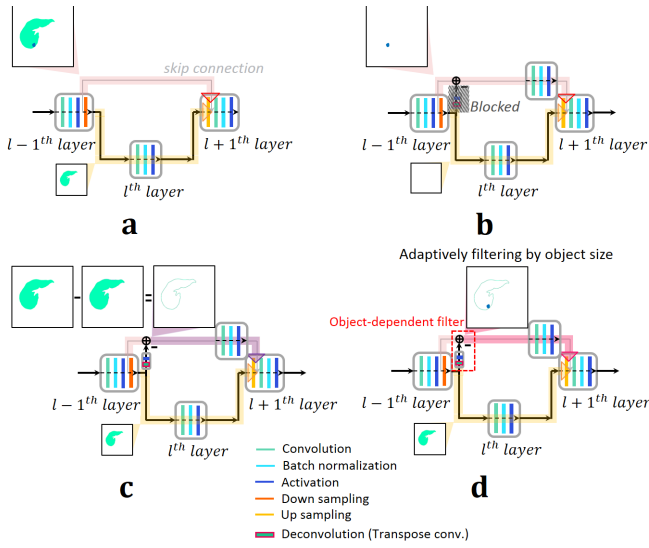 skip connection
l − 1ᵗʰ layer
l + 1ᵗʰ layer
lᵗʰ layer
a
Blocked
l − 1ᵗʰ layer
l + 1ᵗʰ layer
lᵗʰ layer
b
Adaptively filtering by object size
Object-dependent filter
l − 1ᵗʰ layer
l + 1ᵗʰ layer
lᵗʰ layer
c
l − 1ᵗʰ layer
l + 1ᵗʰ layer
lᵗʰ layer
d
Convolution
Batch normalization
Activation
Down sampling
Up sampling
Deconvolution (Transpose conv.)